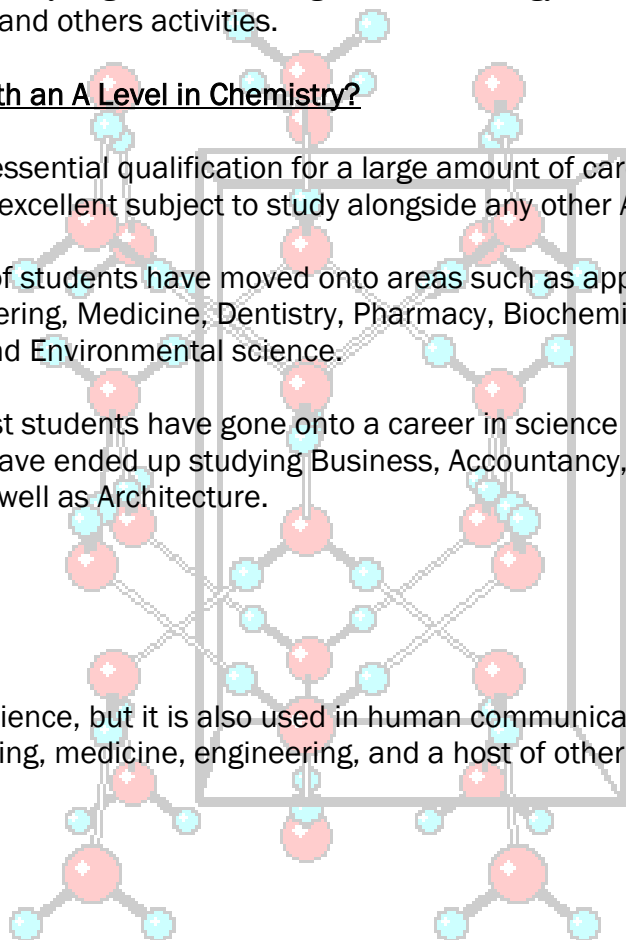 and others activities.
th an A Level in Chemistry?
essential qualification for a large amount of car
excellent subject to study alongside any other A
of students have moved onto areas such as app
ering, Medicine, Dentistry, Pharmacy, Biochemi
nd Environmental science.
st students have gone onto a career in science
ave ended up studying Business, Accountancy,
well as Architecture.
ience, but it is also used in human communica
ing, medicine, engineering, and a host of other